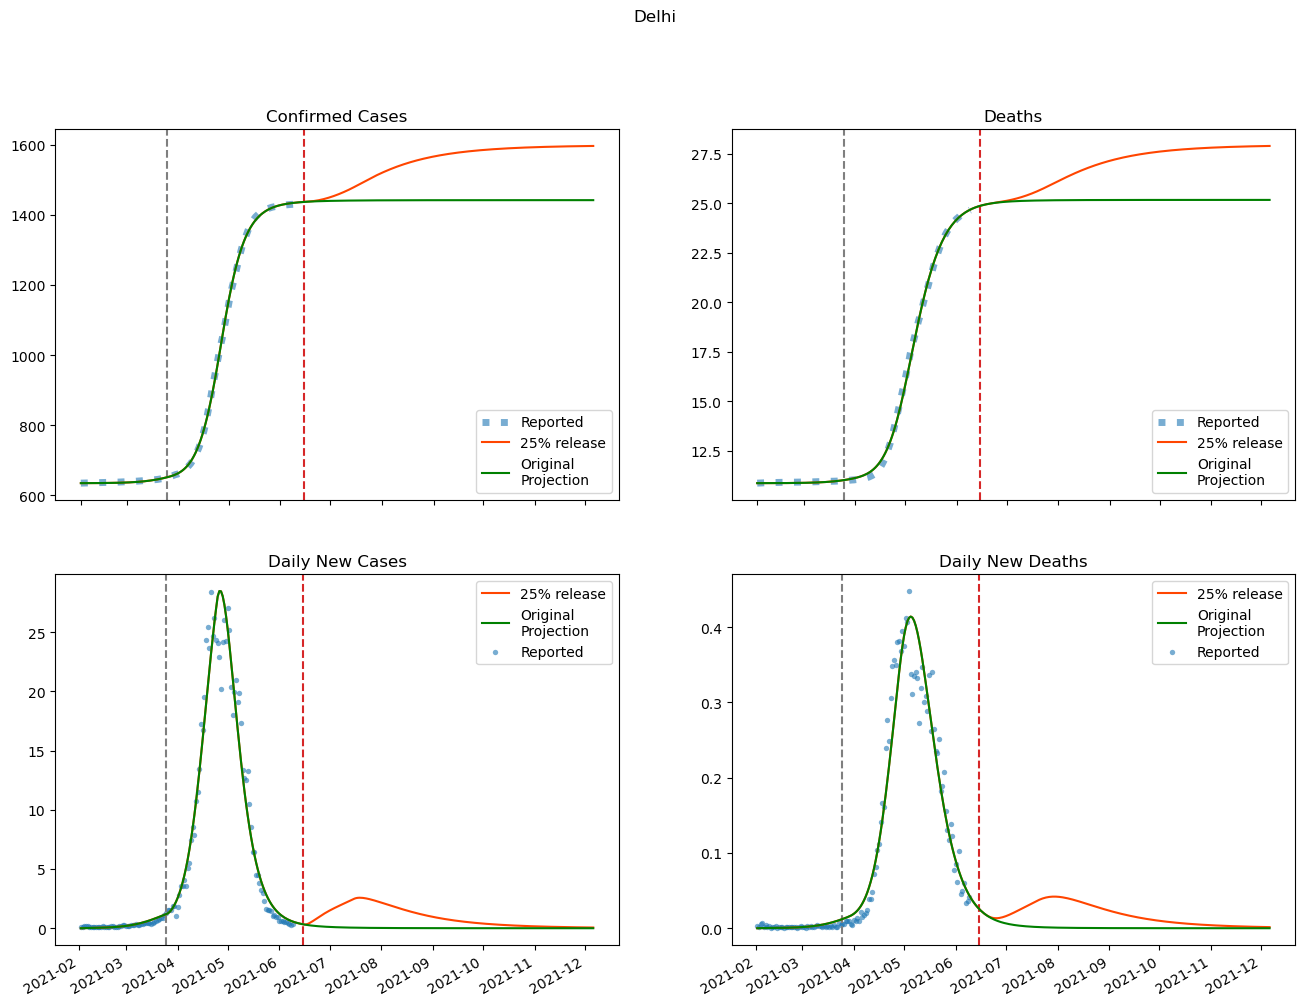 Delhi
Confirmed Cases
1600
1400
1200
1000
800
600
Reported
25% release
Original
Projection
Deaths
27.5
25.0
22.5
20.0
17.5
15.0
12.5
Reported
25% release
Original
Projection
Daily New Cases
25
20
15
10
5
0
25% release
Original
Projection
Reported
2021-02
2021-03
2021-04
2021-05
2021-06
2021-07
2021-08
2021-09
2021-10
2021-11
2021-12
Daily New Deaths
0.4
0.3
0.2
0.1
0.0
25% release
Original
Projection
Reported
2021-02
2021-03
2021-04
2021-05
2021-06
2021-07
2021-08
2021-09
2021-10
2021-11
2021-12